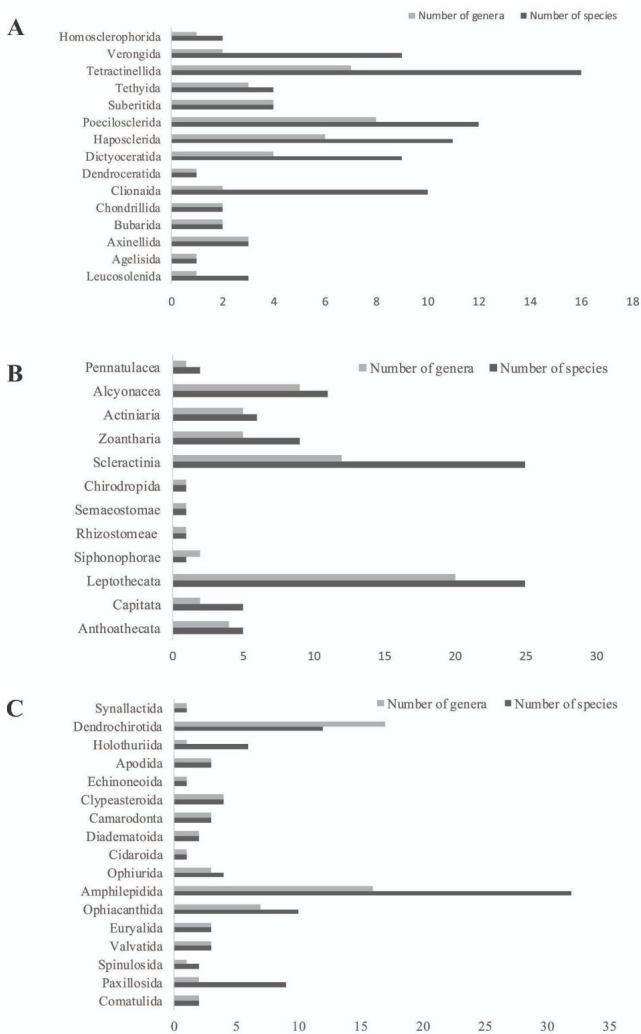 A
Number of genera Number of species
Homosclerophorida
Verongida
Tetractinellida
Tethyida
Suberitida
Poecilosclerida
Haposclerida
Dictyoceratida
Dendroceratida
Clionaida
Chondrillida
Bubarida
Axinellida
Agelisida
Leucosolenida
0 2 4 6 8 10 12 14 16 18
B
Number of genera Number of species
Pennatulacea
Alcyonacea
Actiniaria
Zoantharia
Scleractinia
Chirodropida
Semaeostomae
Rhizostomeae
Siphonophorae
Leptothecata
Capitata
Anthoathecata
0 5 10 15 20 25 30
C
Number of genera Number of species
Synallactida
Dendrochirotida
Holothuriida
Apodida
Echinoneoida
Clypeasteroida
Camarodonta
Diadematoida
Cidaroida
Ophiurida
Amphilepidida
Ophiacanthida
Euryalida
Valvatida
Spinulosida
Paxillosida
Comatulida
0 5 10 15 20 25 30 35